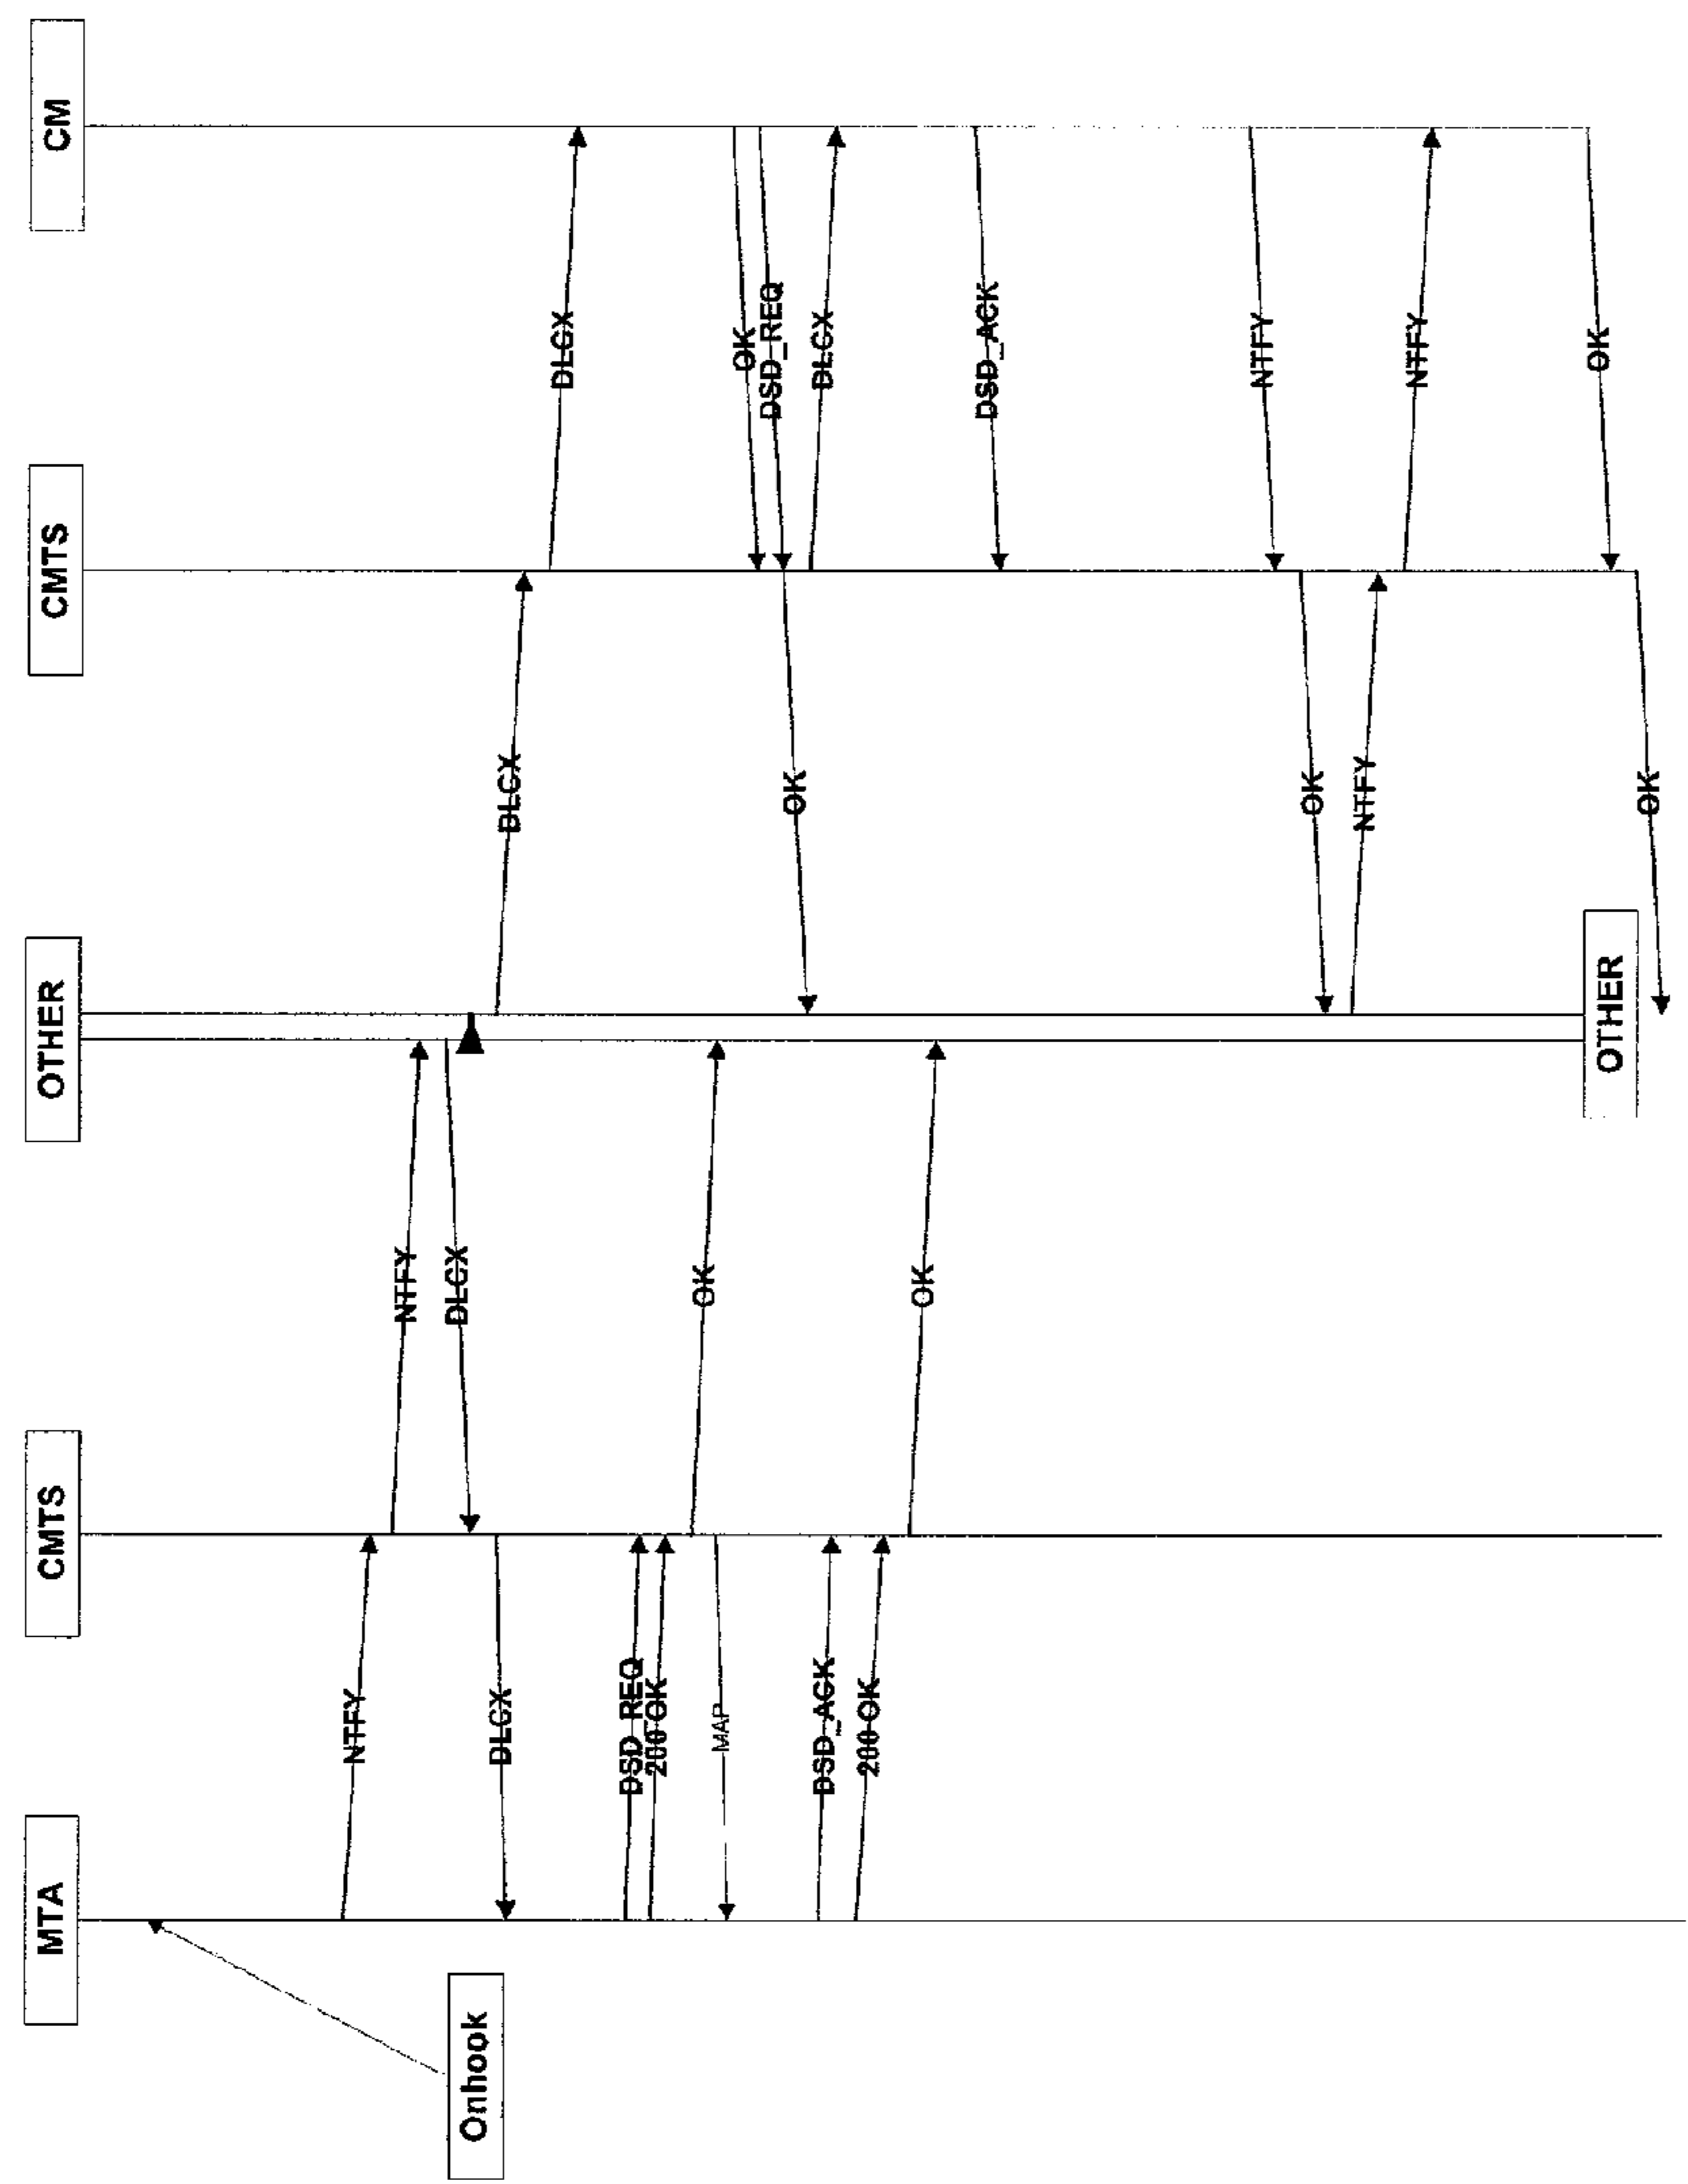 MTA
CMTS
OTHER
CMTS
CM
Onhook
NTFY
DLCX
DSD_REQ
200 OK
MAP
DSD_ACK
200 OK
NTFY
DLCX
OK
OK
DLCX
OK
OK
NTFY
OK
DLCX
OK
DSD_REQ
DLCX
DSD_ACK
NTFY
NTFY
OK
OTHER